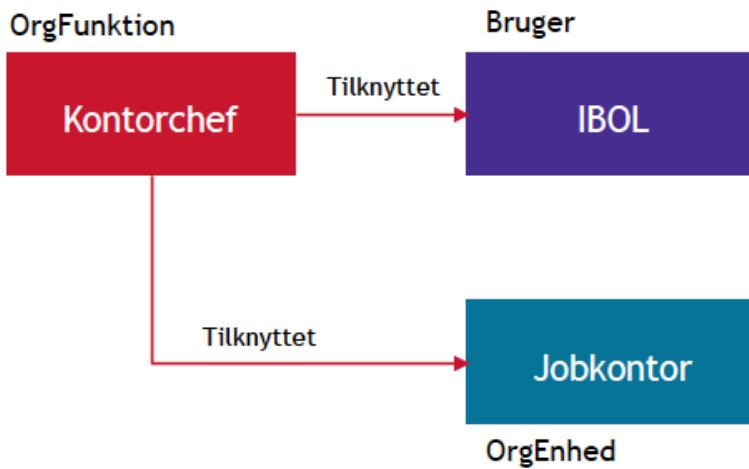 OrgFunktion
Bruger
Kontorchef
Tilknyttet
IBOL
Tilknyttet
Jobkontor
OrgEnhed